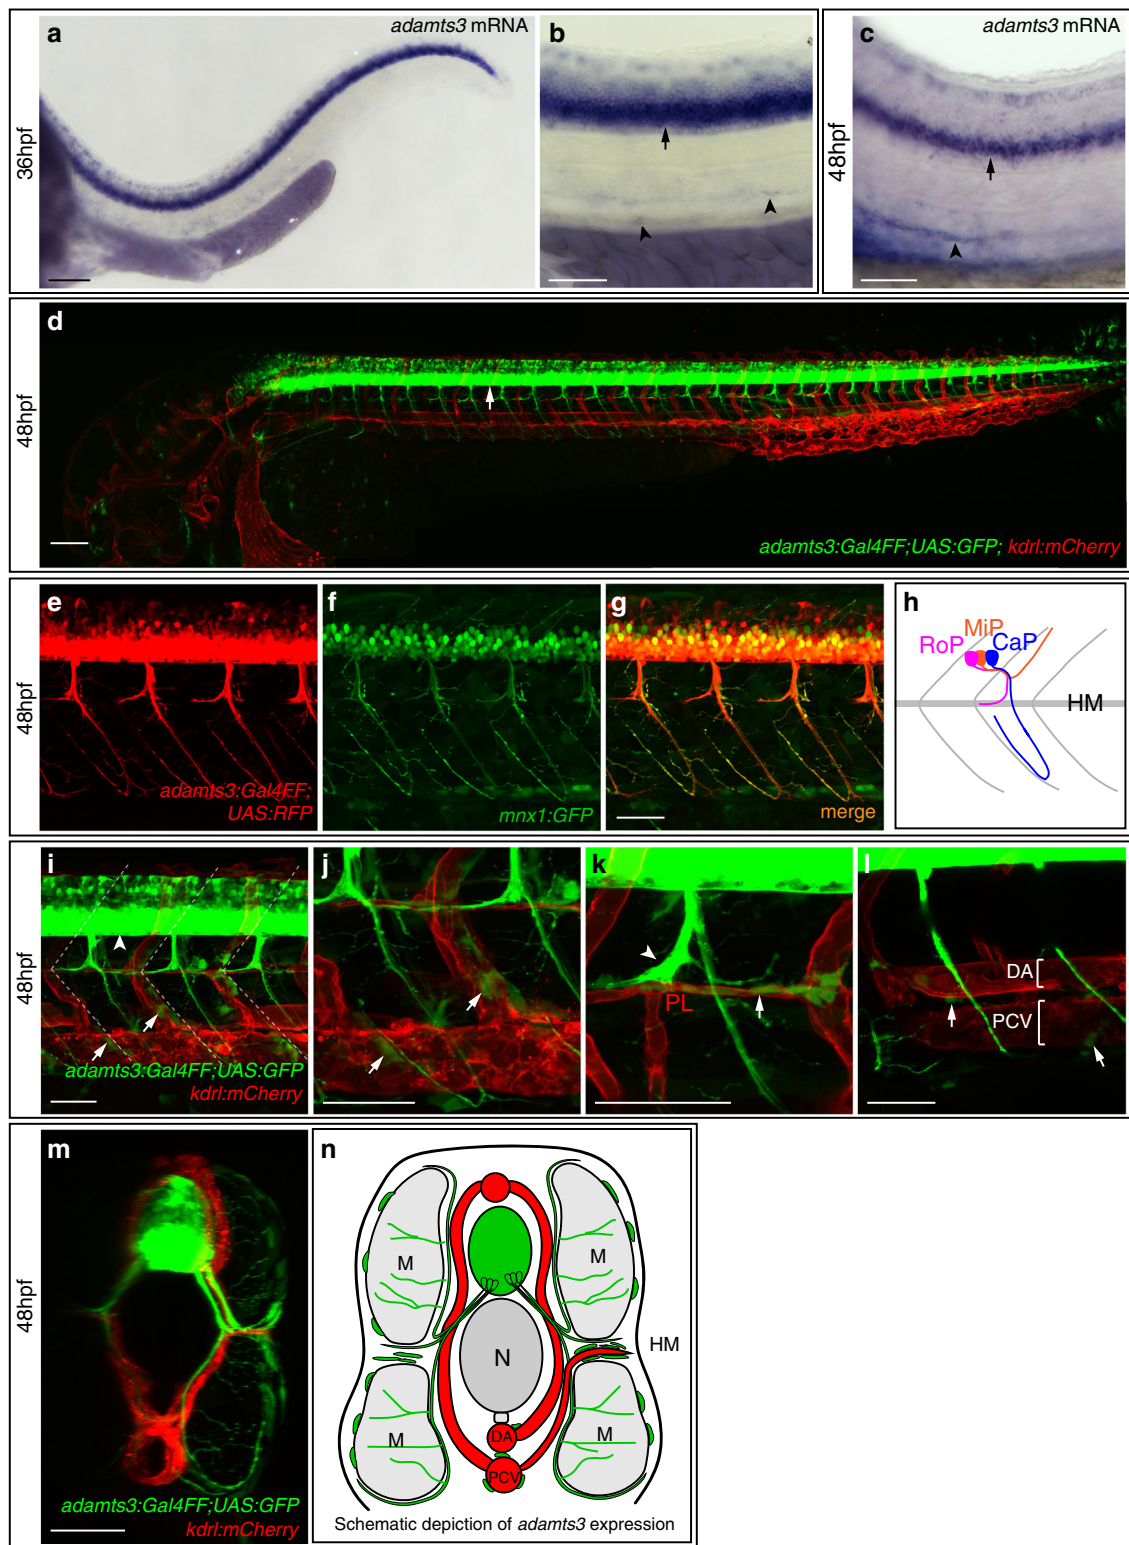 a
adamts3 mRNA
b
c
adamts3 mRNA
36hpf
48hpf
d
48hpf
adamts3:Gal4FF;UAS:GFP; kdrl:mCherry
e
f
g
h
48hpf
adamts3:Gal4FF;
UAS:RFP
mnx1:GFP
merge
MiP
RoP
CaP
HM
i
j
k
l
48hpf
adamts3:Gal4FF;UAS:GFP
kdrl:mCherry
PL
DA
PCV
m
n
48hpf
adamts3:Gal4FF;UAS:GFP
kdrl:mCherry
M
M
HM
N
M
DA
M
PCV
Schematic depiction of adamts3 expression